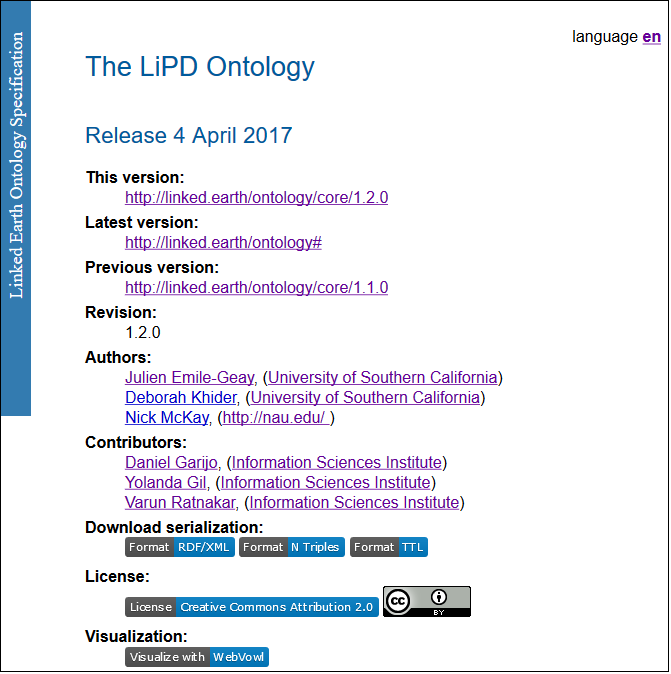 language en
Linked Earth Ontology Specification
The LiPD Ontology
Release 4 April 2017
This version:
http://linked.earth/ontology/core/1.2.0
Latest version:
http://linked.earth/ontology#
Previous version:
http://linked.earth/ontology/core/1.1.0
Revision:
1.2.0
Authors:
Julien Emile-Geay, (University of Southern California)
Deborah Khider, (University of Southern California)
Nick McKay, (http://nau.edu/ )
Contributors:
Daniel Garijo, (Information Sciences Institute)
Yolanda Gil, (Information Sciences Institute)
Varun Ratnakar, (Information Sciences Institute)
Download serialization:
Format RDF/XML Format N Triples Format TTL
License:
License Creative Commons Attribution 2.0 cc BY
Visualization:
Visualize with WebVowl